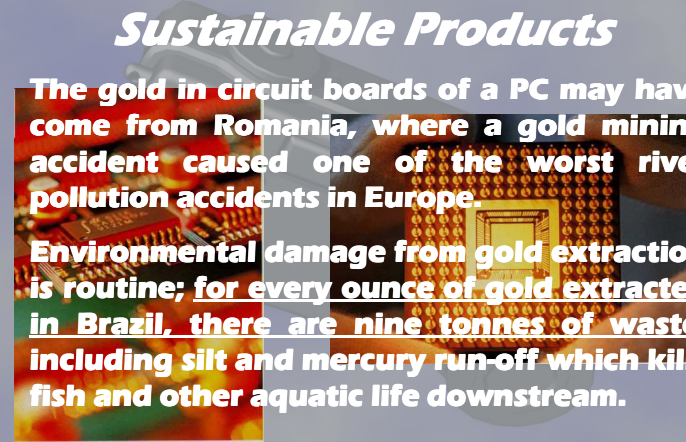 Sustainable Products
The gold in circuit boards of a PC may hav
come from Romania, where a gold minin
accident caused one of the worst rive
pollution accidents in Europe.
Environmental damage from gold extractio
is routine; for every ounce of gold extracte
in Brazil, there are nine tonnes of wast
including silt and mercury run-off which kil
fish and other aquatic life downstream.